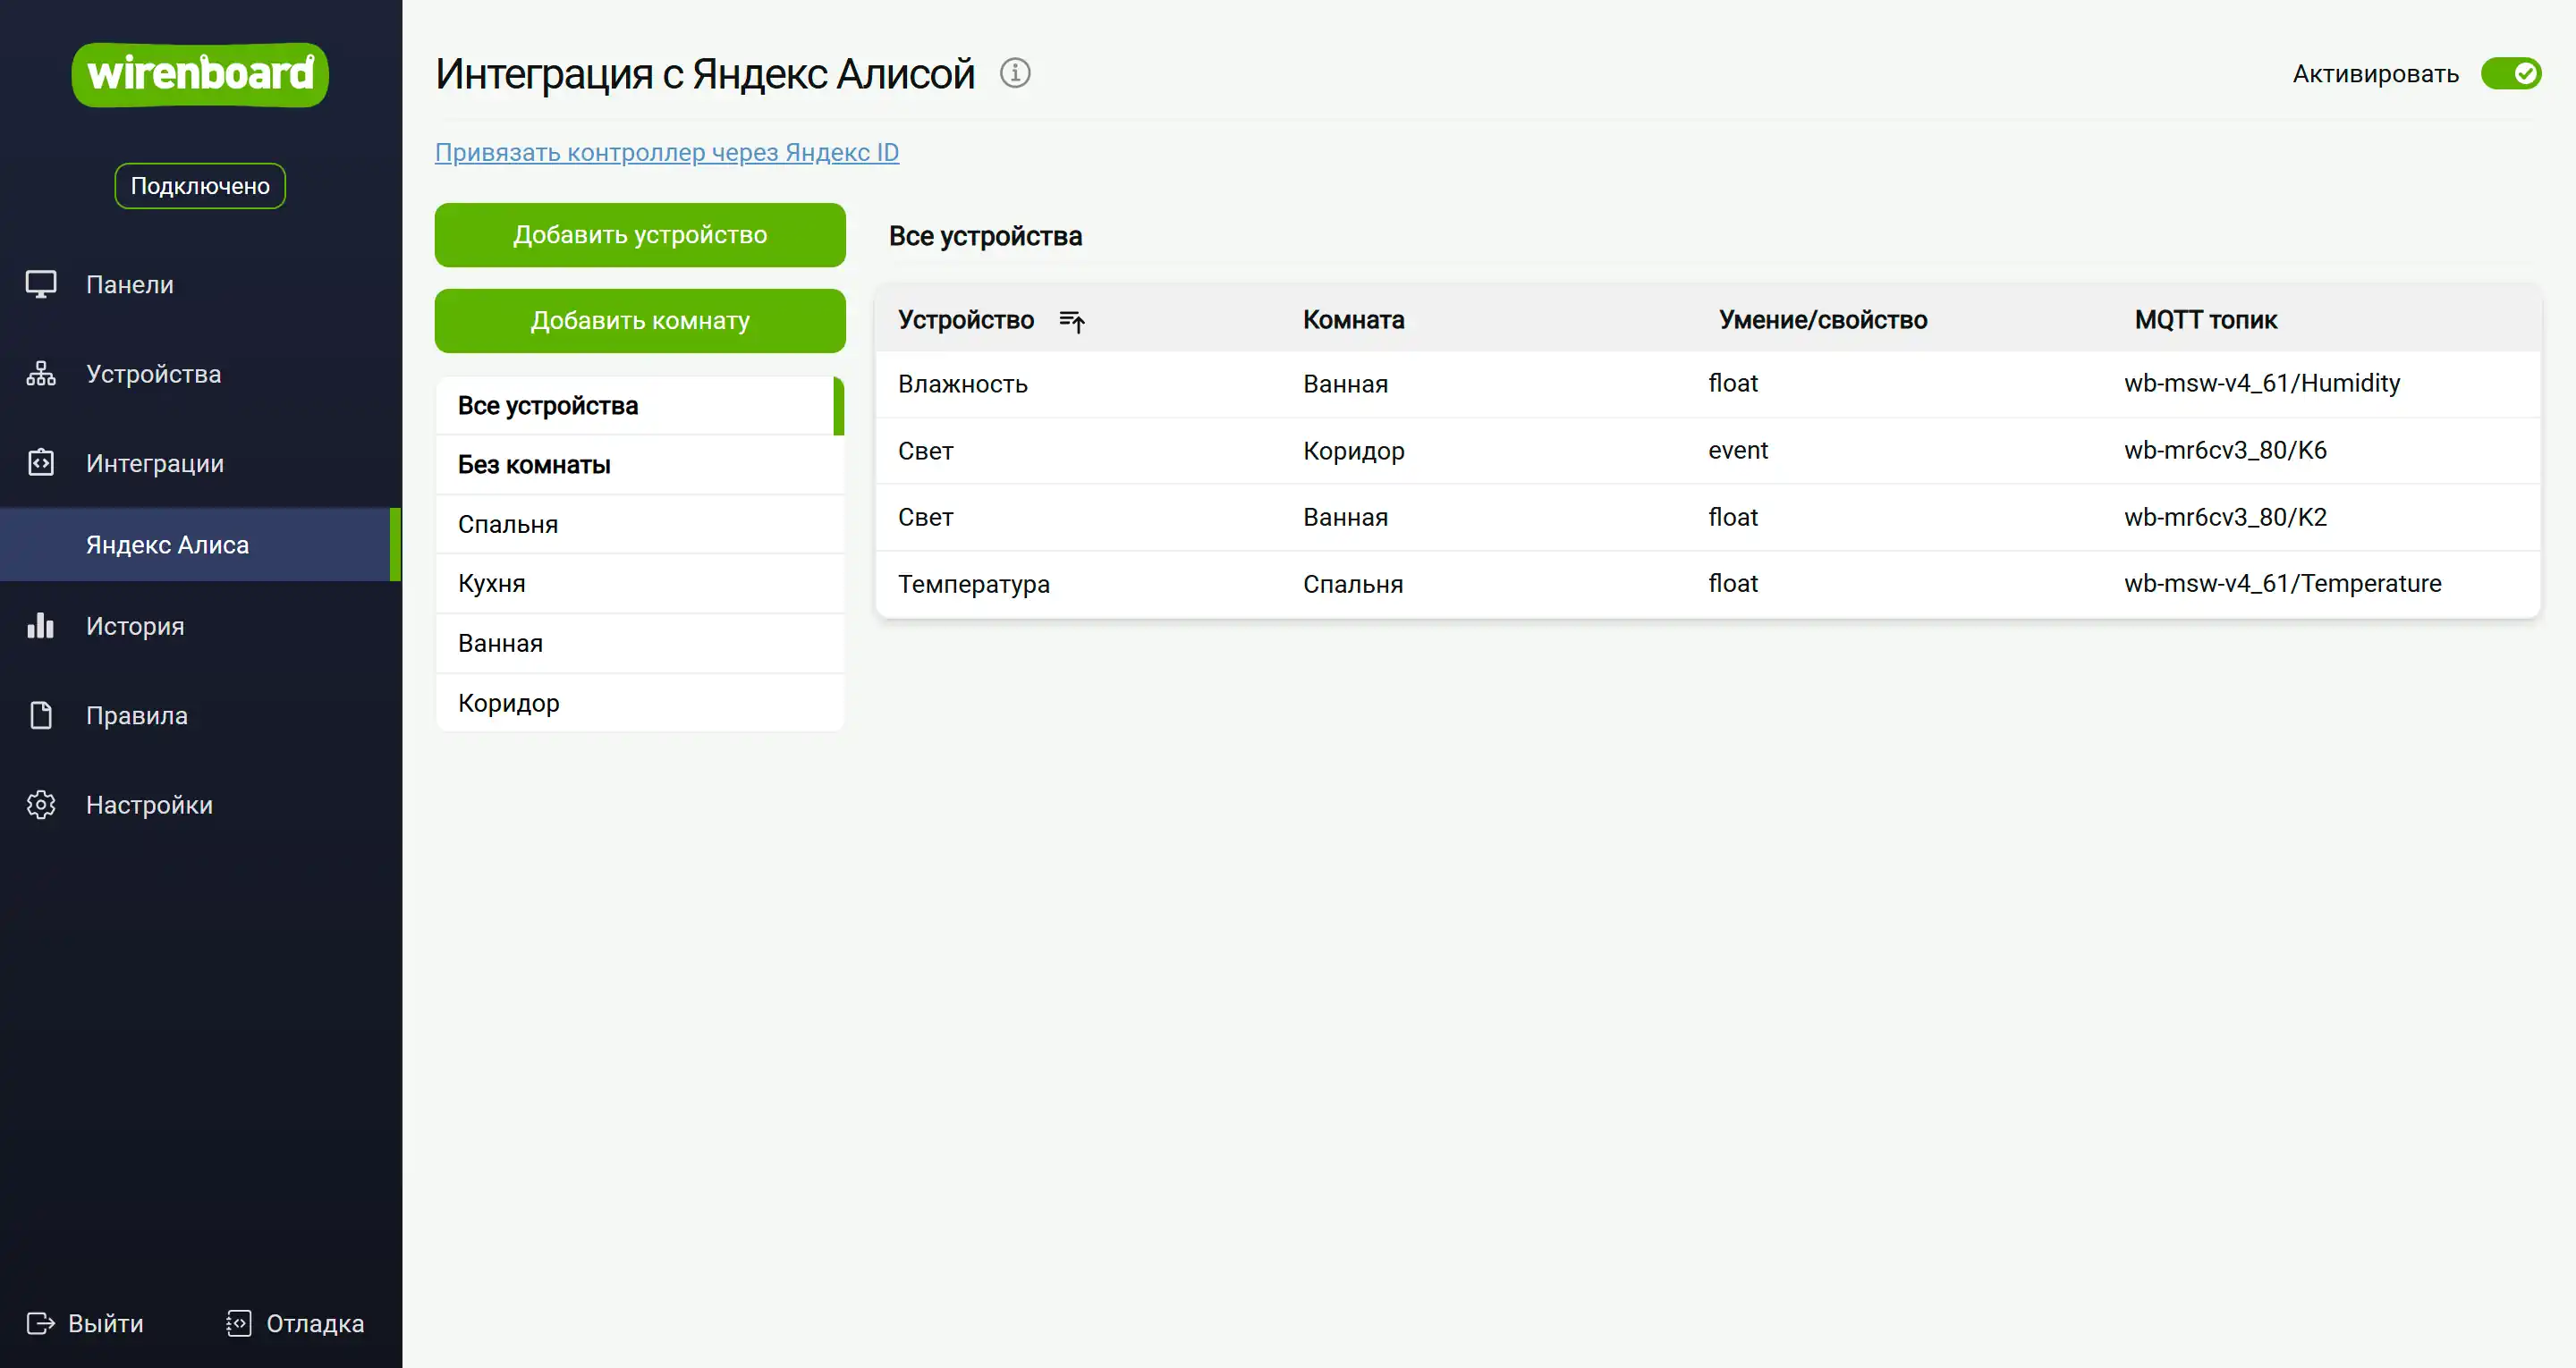 wirenboard
Подключено
Панели
Устройства
Интеграции
Яндекс Алиса
История
Правила
Настройки
Выйти
Отладка
Интеграция с Яндекс Алисой
Активировать
Привязать контроллер через Яндекс ID
Добавить устройство
Добавить комнату
Все устройства
Без комнаты
Спальня
Кухня
Ванная
Коридор
Все устройства
Устройство Комната Умение/свойство MQTT топик
Влажность Ванная float wb-msw-v4_61/Humidity
Свет Коридор event wb-mr6cv3_80/K6
Свет Ванная float wb-mr6cv3_80/K2
Температура Спальня float wb-msw-v4_61/Temperature